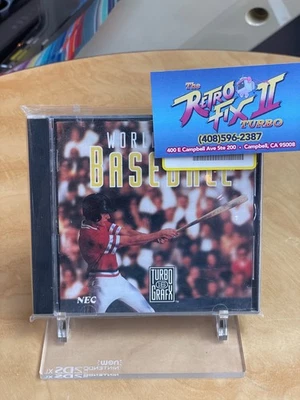 The
RETRO
FIX II
TURBO
(408)596-2387
400 E Campbell Ave Ste 200 - Campbell, CA 95008
WORL
BASEBALL
NEC
TURBO
GRAFX